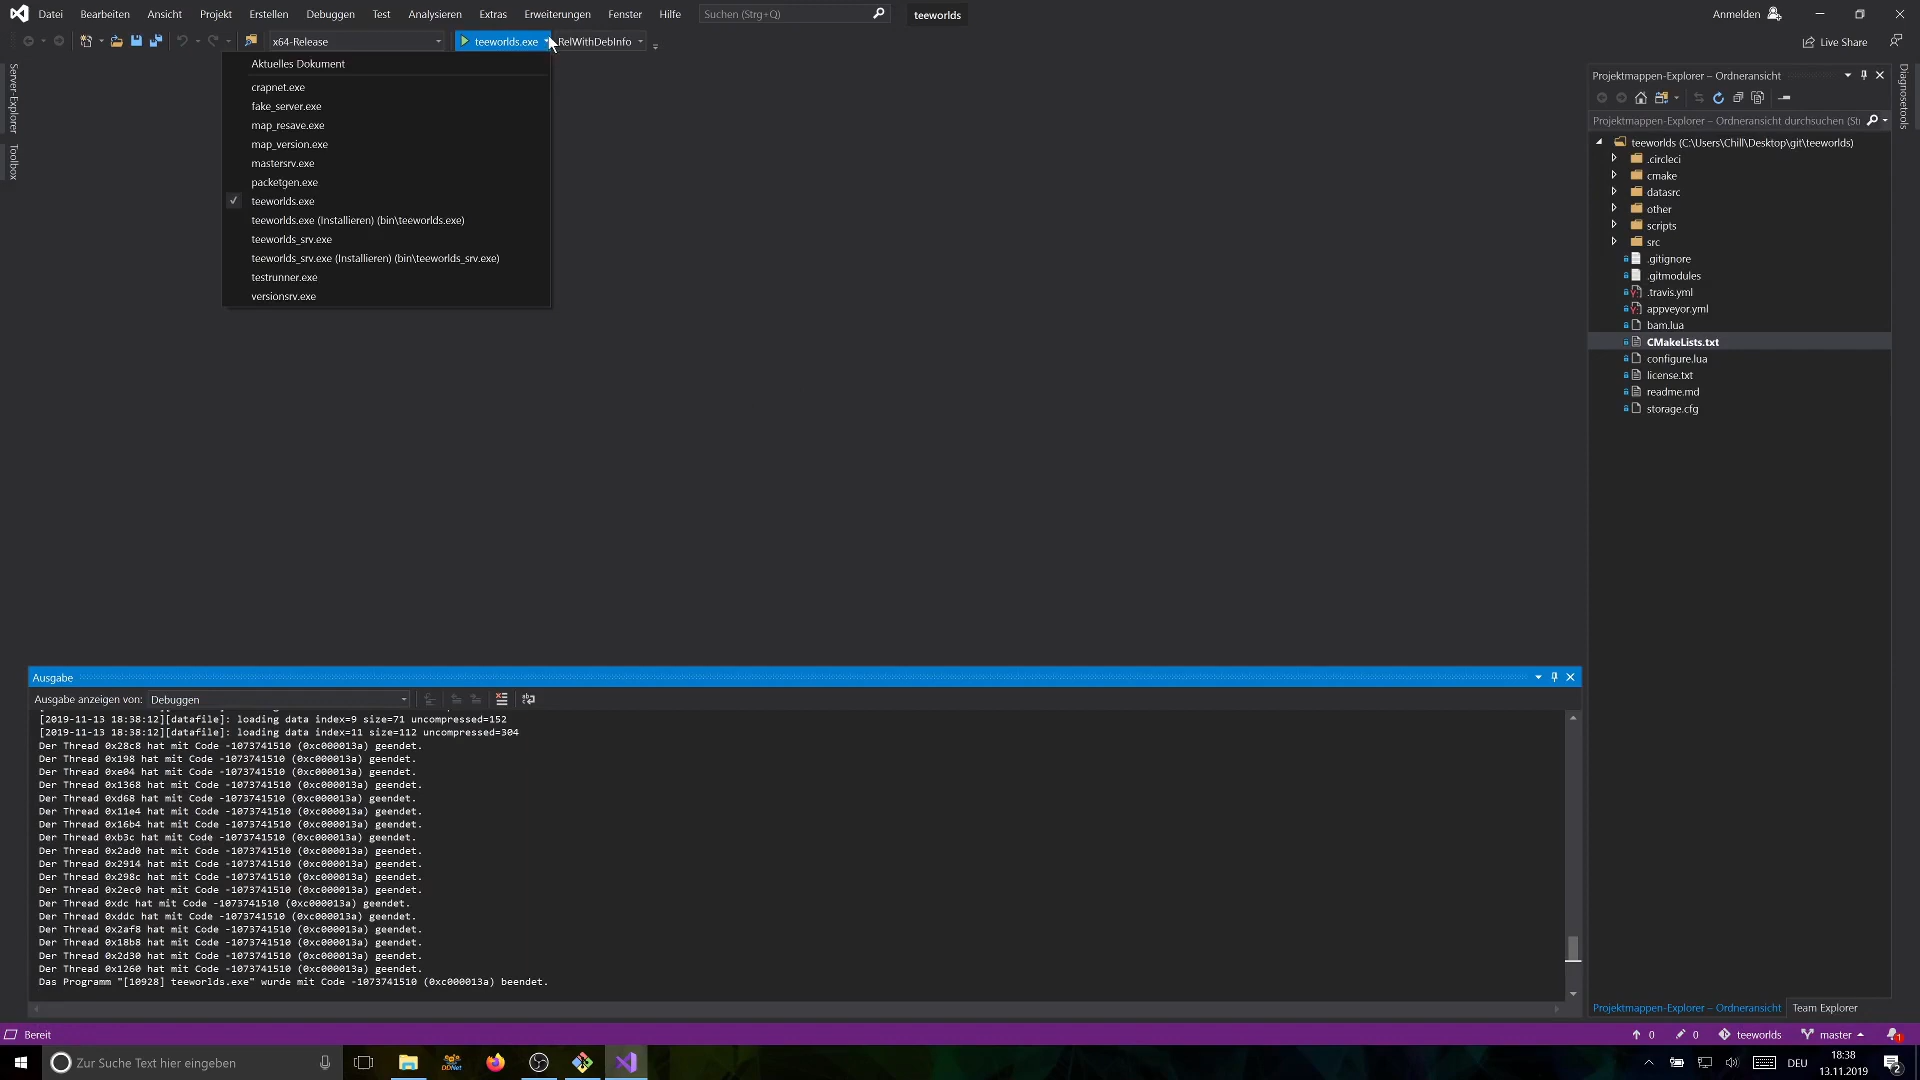 Datei Bearbeiten Ansicht Projekt Erstellen Debuggen Test Analysieren Extras Erweiterungen Fenster Hilfe Suchen (Strg+Q) teeworlds Anmelden
x64-Release teeworlds.exe RelWithDebInfo Live Share
Server-Explorer
Toolbox
Aktuelles Dokument
crapnet.exe
fake_server.exe
map_resave.exe
map_version.exe
mastersrv.exe
packetgen.exe
teeworlds.exe
teeworlds.exe (Installieren) (bin\teeworlds.exe)
teeworlds_srv.exe
teeworlds_srv.exe (Installieren) (bin\teeworlds_srv.exe)
testrunner.exe
versionsrv.exe
Projektmappen-Explorer – Ordneransicht
Projektmappen-Explorer – Ordneransicht durchsuchen (St
teeworlds (C:\Users\Chill\Desktop\git\teeworlds)
.circleci
cmake
datasrc
other
scripts
src
.gitignore
.gitmodules
.travis.yml
appveyor.yml
bam.lua
CMakeLists.txt
configure.lua
license.txt
readme.md
storage.cfg
Diagnosetools
Ausgabe
Ausgabe anzeigen von: Debuggen
[2019-11-13 18:38:12][datafile]: loading data index=9 size=71 uncompressed=152
[2019-11-13 18:38:12][datafile]: loading data index=11 size=112 uncompressed=304
Der Thread 0x28c8 hat mit Code -1073741510 (0xc000013a) geendet.
Der Thread 0x198 hat mit Code -1073741510 (0xc000013a) geendet.
Der Thread 0xe04 hat mit Code -1073741510 (0xc000013a) geendet.
Der Thread 0x1368 hat mit Code -1073741510 (0xc000013a) geendet.
Der Thread 0xd68 hat mit Code -1073741510 (0xc000013a) geendet.
Der Thread 0x11e4 hat mit Code -1073741510 (0xc000013a) geendet.
Der Thread 0x16b4 hat mit Code -1073741510 (0xc000013a) geendet.
Der Thread 0xb3c hat mit Code -1073741510 (0xc000013a) geendet.
Der Thread 0x2ad0 hat mit Code -1073741510 (0xc000013a) geendet.
Der Thread 0x2914 hat mit Code -1073741510 (0xc000013a) geendet.
Der Thread 0x298c hat mit Code -1073741510 (0xc000013a) geendet.
Der Thread 0x2ec0 hat mit Code -1073741510 (0xc000013a) geendet.
Der Thread 0xdc hat mit Code -1073741510 (0xc000013a) geendet.
Der Thread 0xddc hat mit Code -1073741510 (0xc000013a) geendet.
Der Thread 0x2af8 hat mit Code -1073741510 (0xc000013a) geendet.
Der Thread 0x18b8 hat mit Code -1073741510 (0xc000013a) geendet.
Der Thread 0x2d30 hat mit Code -1073741510 (0xc000013a) geendet.
Der Thread 0x1260 hat mit Code -1073741510 (0xc000013a) geendet.
Das Programm "[10928] teeworlds.exe" wurde mit Code -1073741510 (0xc000013a) beendet.
Projektmappen-Explorer – Ordneransicht Team Explorer
Bereit 0 0 teeworlds master 1
Zur Suche Text hier eingeben DDNet DEU 18:38
13.11.2019 2